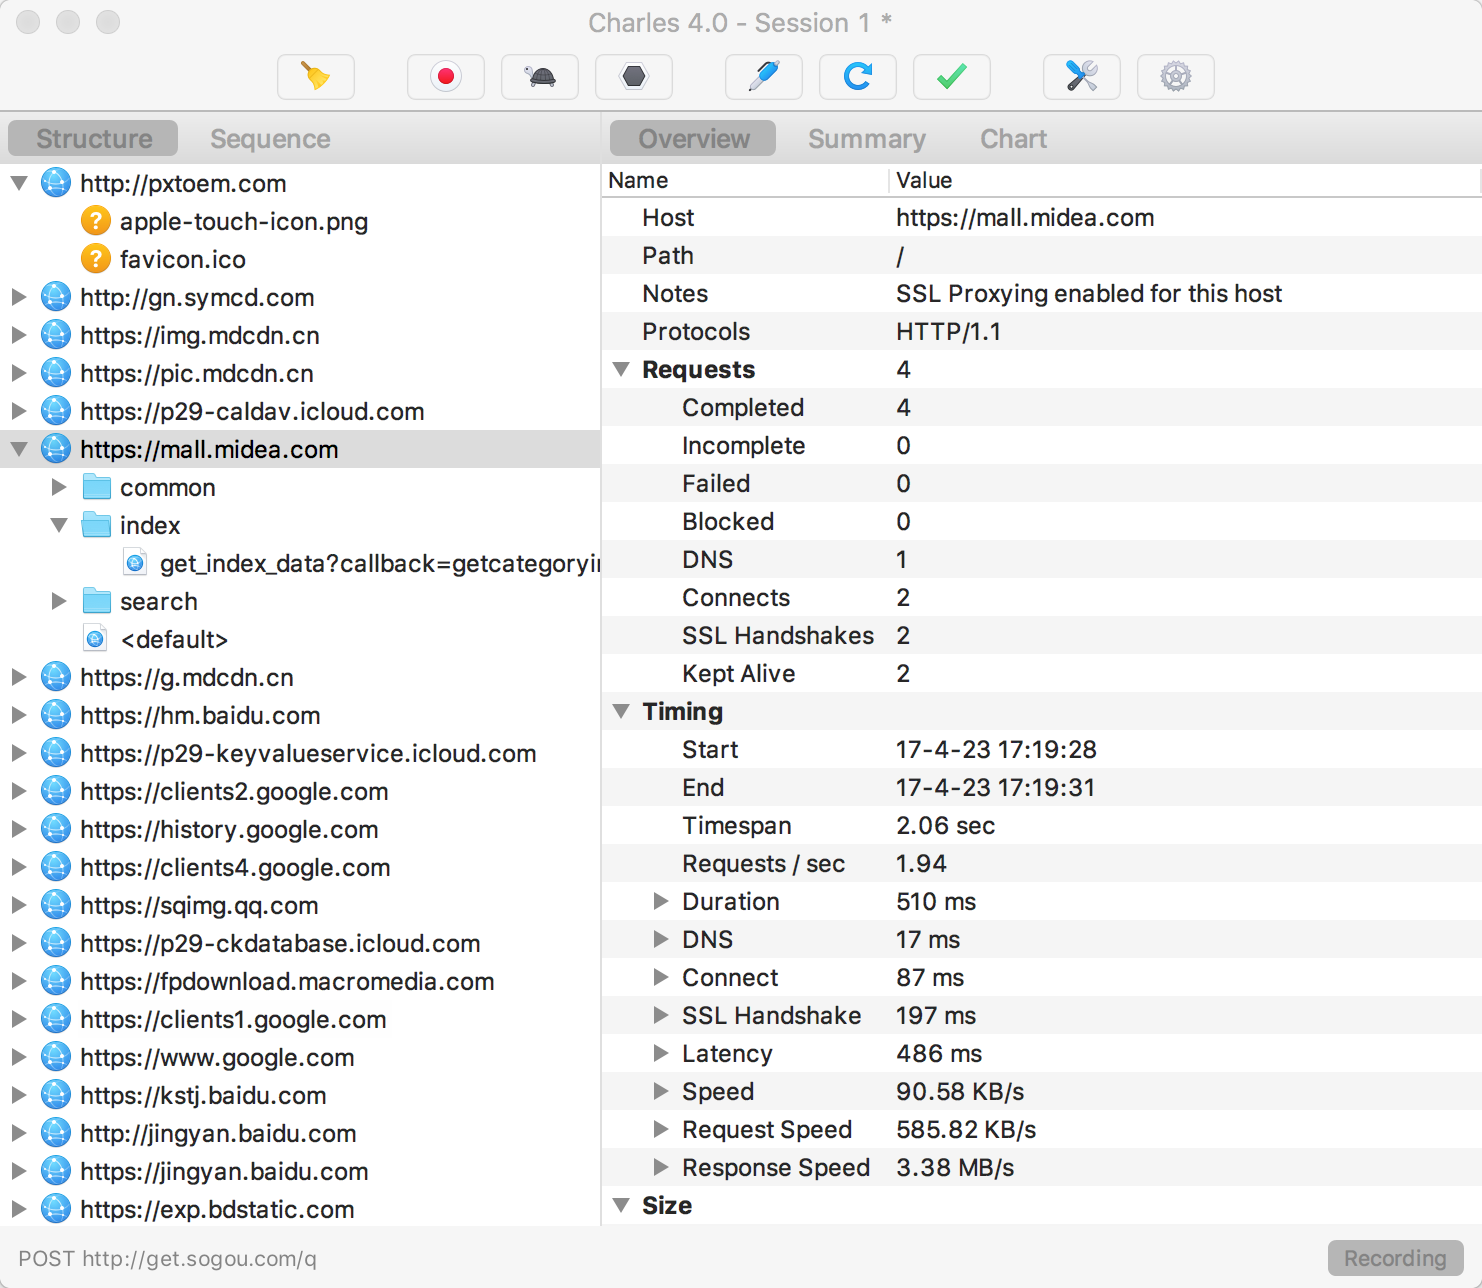 Charles 4.0 - Session 1 *
Structure
Sequence
Overview
Summary
Chart
http://pxtoem.com
apple-touch-icon.png
favicon.ico
http://gn.symcd.com
https://img.mdcdn.cn
https://pic.mdcdn.cn
https://p29-caldav.icloud.com
https://mall.midea.com
common
index
get_index_data?callback=getcategoryi
search
<default>
https://g.mdcdn.cn
https://hm.baidu.com
https://p29-keyvalueservice.icloud.com
https://clients2.google.com
https://history.google.com
https://clients4.google.com
https://sqimg.qq.com
https://p29-ckdatabase.icloud.com
https://fpdownload.macromedia.com
https://clients1.google.com
https://www.google.com
https://kstj.baidu.com
http://jingyan.baidu.com
https://jingyan.baidu.com
https://exp.bdstatic.com
Name Value
Host https://mall.midea.com
Path /
Notes SSL Proxying enabled for this host
Protocols HTTP/1.1
Requests 4
Completed 4
Incomplete 0
Failed 0
Blocked 0
DNS 1
Connects 2
SSL Handshakes 2
Kept Alive 2
Timing
Start 17-4-23 17:19:28
End 17-4-23 17:19:31
Timespan 2.06 sec
Requests / sec 1.94
Duration 510 ms
DNS 17 ms
Connect 87 ms
SSL Handshake 197 ms
Latency 486 ms
Speed 90.58 KB/s
Request Speed 585.82 KB/s
Response Speed 3.38 MB/s
Size
POST http://get.sogou.com/q
Recording